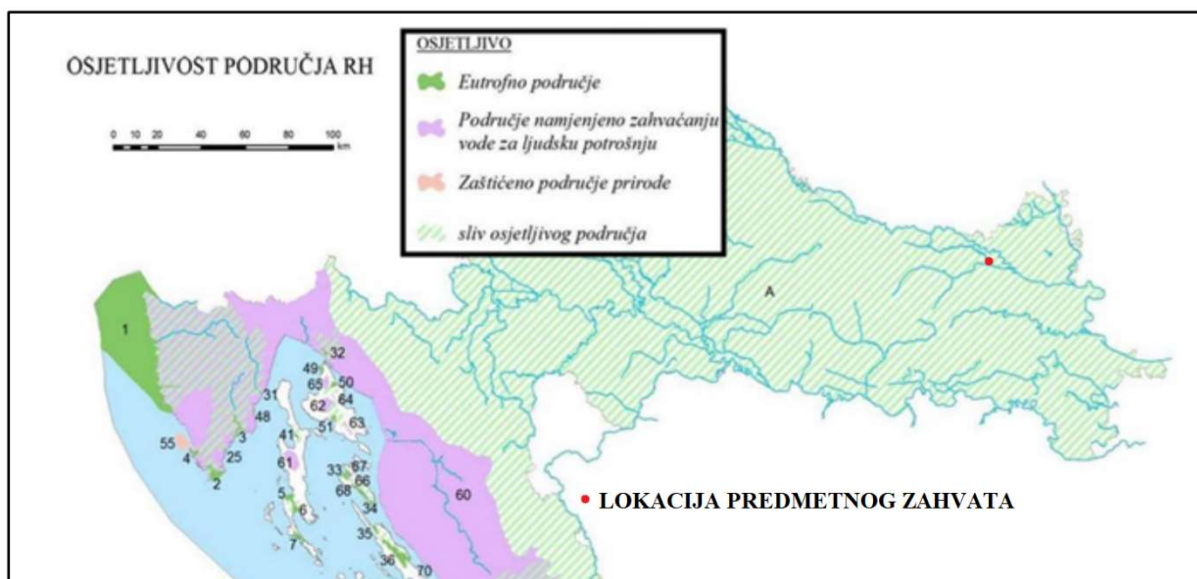 OSJETLJIVOST PODRUČJA RH
0 10 20 40 60 80 100
km
OSJETLJIVO
Eutrofno područje
Područje namjenjeno zahvaćanju
vode za ljudsku potrošnju
Zaštićeno područje prirode
sliv osjetljivog područja
A
1
32
49
65
50
31
62
64
48
51
63
3
41
55
4
25
61
2
33
67
66
68
60
5
6
34
7
35
36
70
LOKACIJA PREDMETNOG ZAHVATA